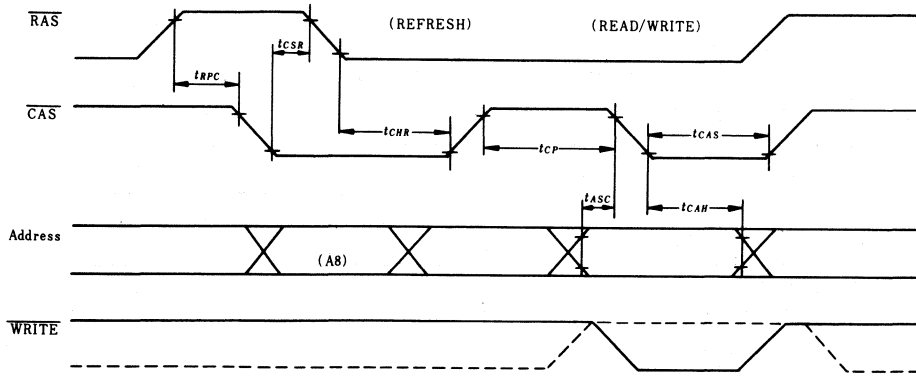 RAS (REFRESH) (READ/WRITE)
tCSR
tRPC
CAS
tCHR tCAS
tCP
tASC tCAH
Address
(A8)
WRITE